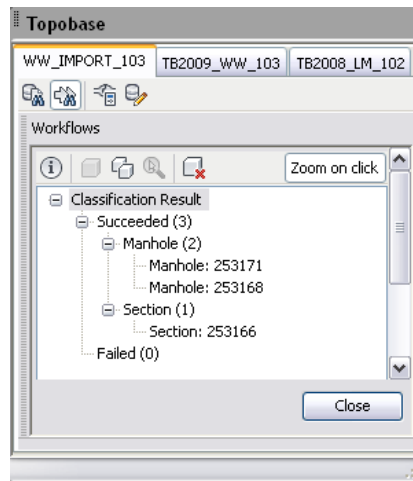 Topobase
WW_IMPORT_103 TB2009_WW_103 TB2008_LM_102
Workflows
Zoom on click
Classification Result
Succeeded (3)
Manhole (2)
Manhole: 253171
Manhole: 253168
Section (1)
Section: 253166
Failed (0)
Close